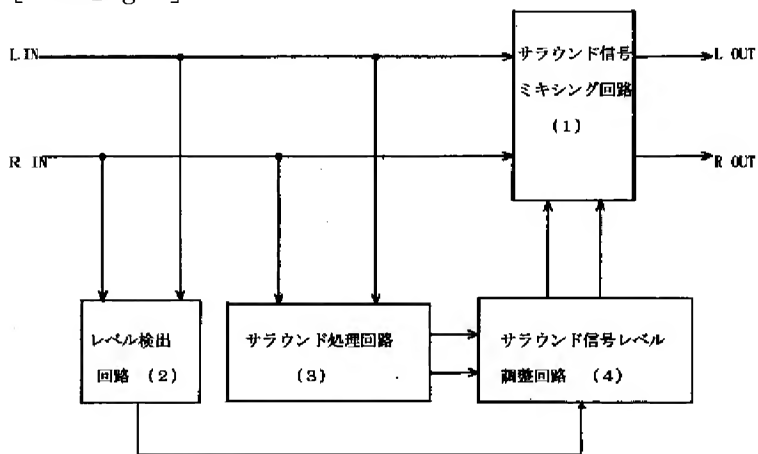 L IN
サラウンド信号
ミキシング回路
(1)
L OUT
R IN
R OUT
レベル検出
回路 (2)
サラウンド処理回路
(3)
サラウンド信号レベル
調整回路 (4)